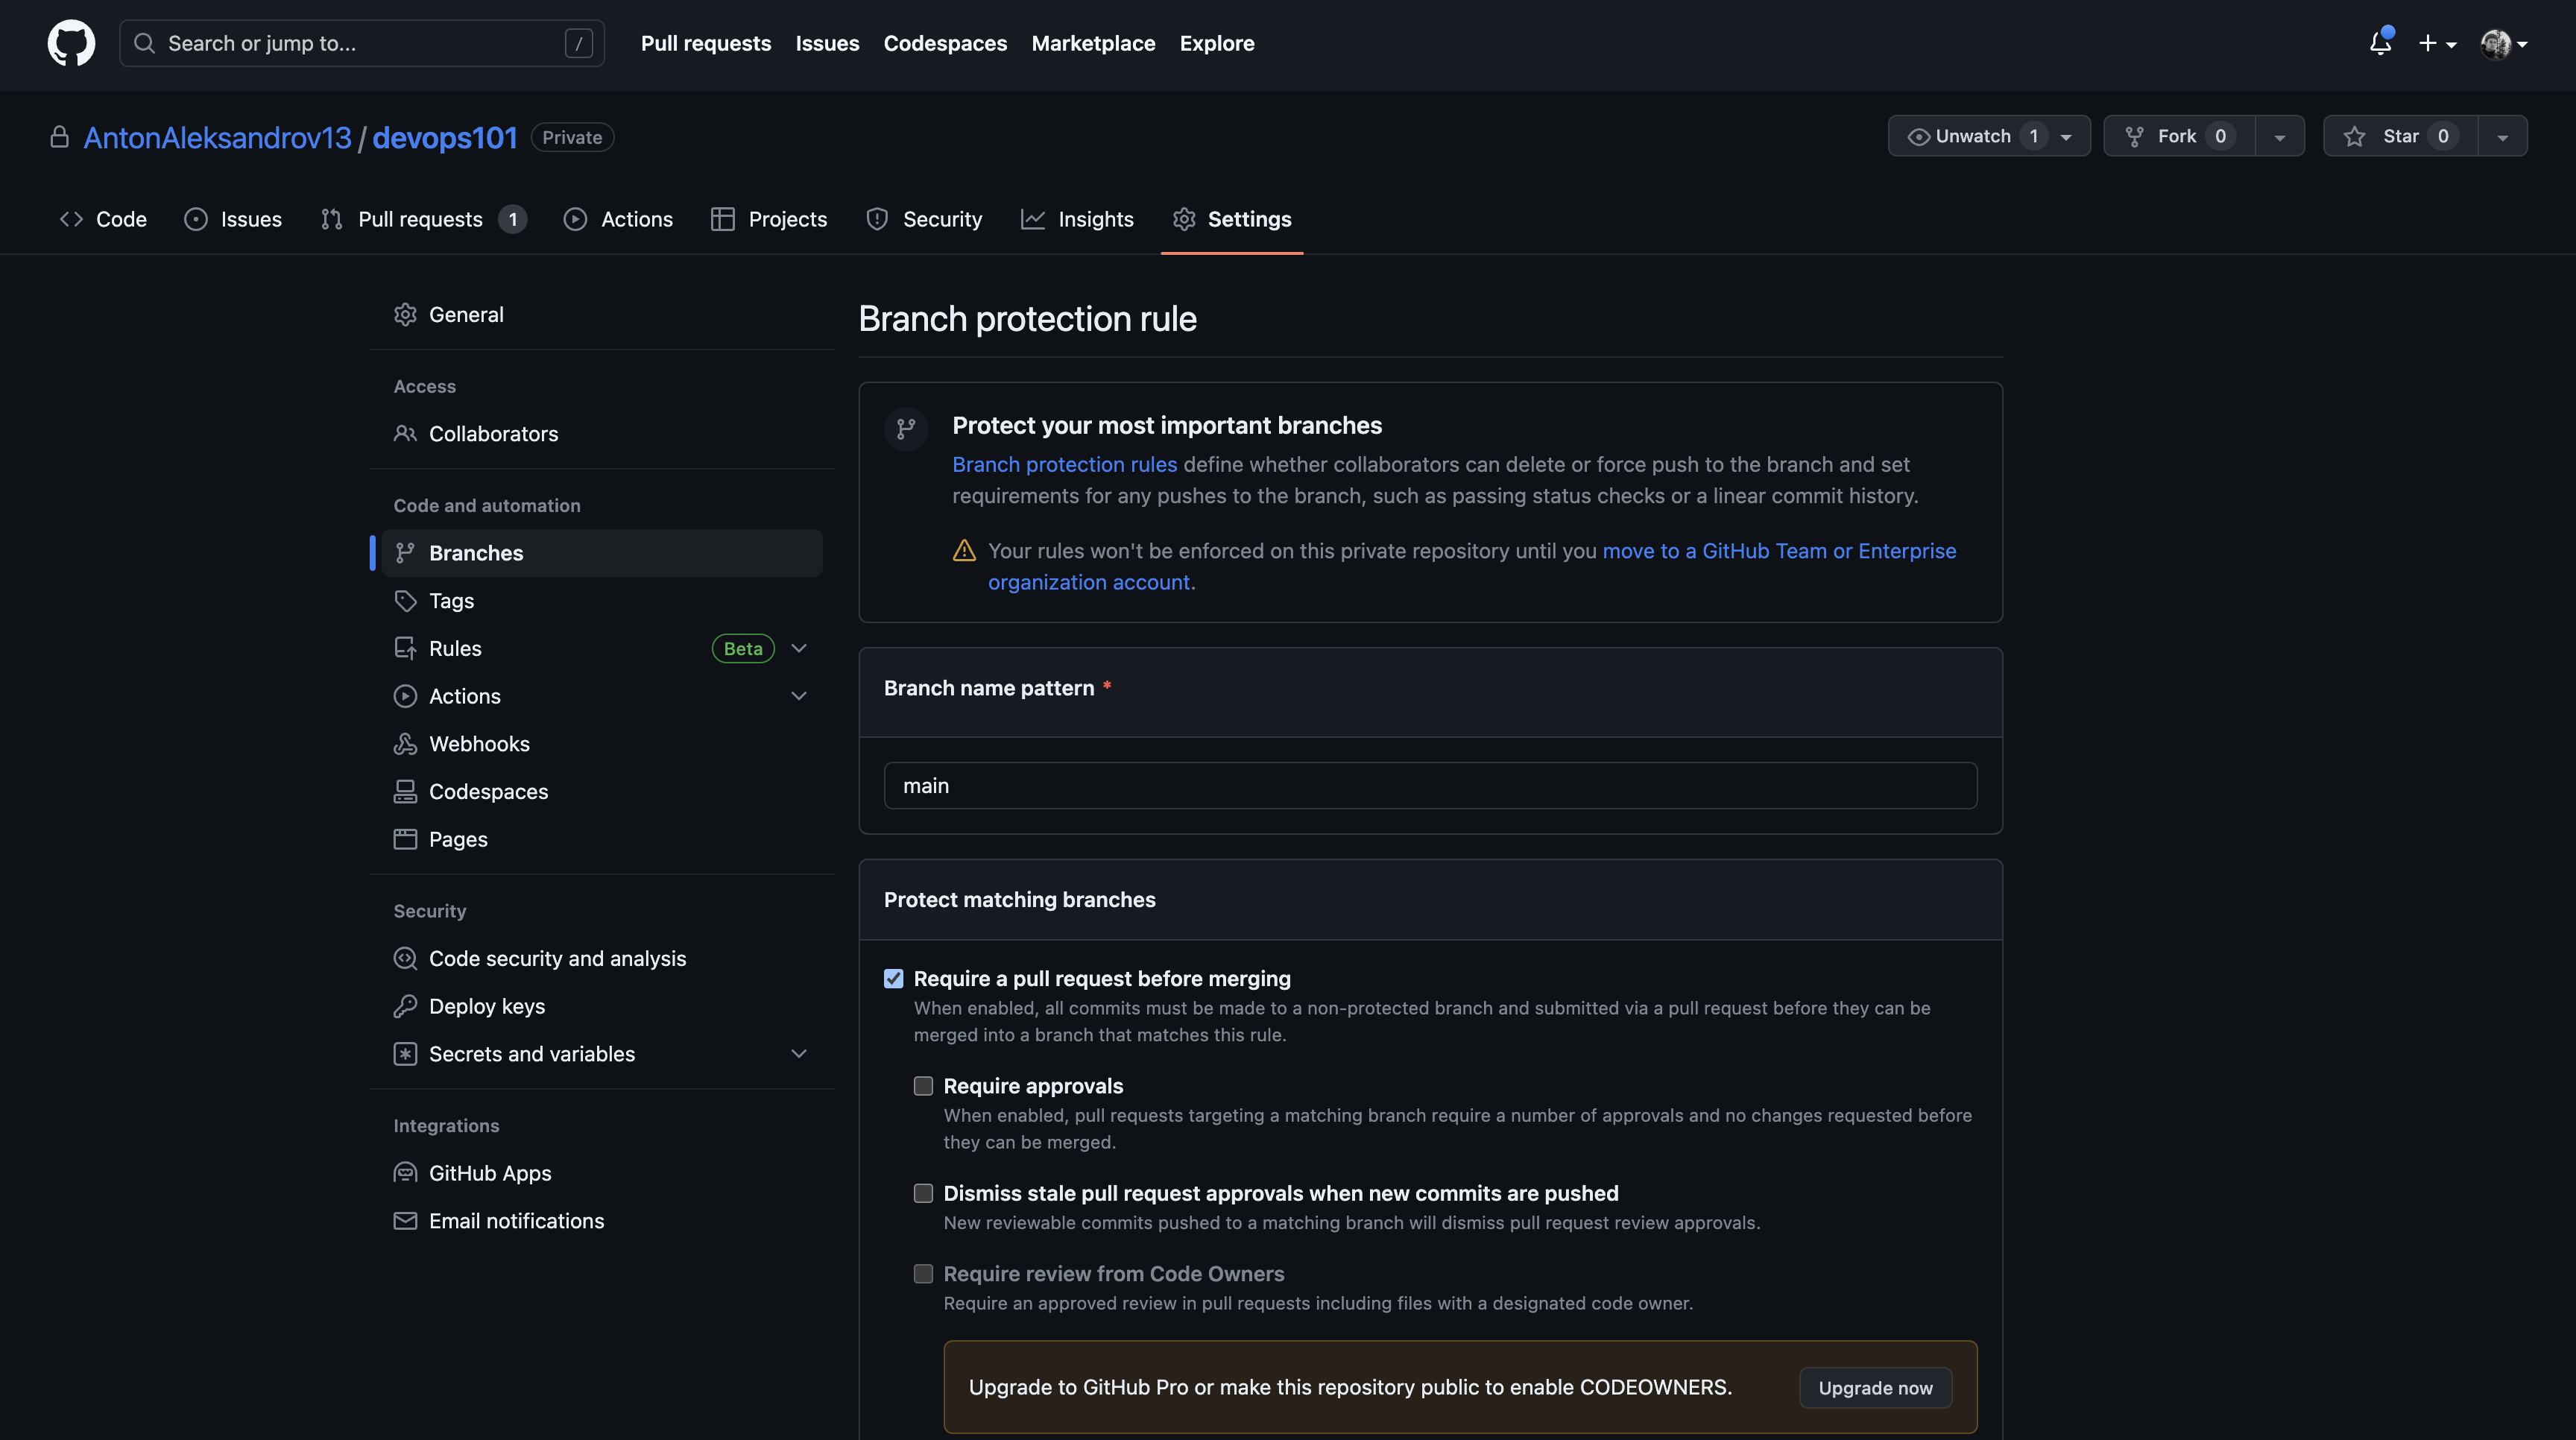 Search or jump to... /
Pull requests Issues Codespaces Marketplace Explore
AntonAleksandrov13 / devops101 Private
Unwatch 1 Fork 0 Star 0
Code Issues Pull requests 1 Actions Projects Security Insights Settings
General
Access
Collaborators
Code and automation
Branches
Tags
Rules Beta
Actions
Webhooks
Codespaces
Pages
Security
Code security and analysis
Deploy keys
Secrets and variables
Integrations
GitHub Apps
Email notifications
Branch protection rule
Protect your most important branches
Branch protection rules define whether collaborators can delete or force push to the branch and set
requirements for any pushes to the branch, such as passing status checks or a linear commit history.
Your rules won't be enforced on this private repository until you move to a GitHub Team or Enterprise
organization account.
Branch name pattern *
main
Protect matching branches
Require a pull request before merging
When enabled, all commits must be made to a non-protected branch and submitted via a pull request before they can be
merged into a branch that matches this rule.
Require approvals
When enabled, pull requests targeting a matching branch require a number of approvals and no changes requested before
they can be merged.
Dismiss stale pull request approvals when new commits are pushed
New reviewable commits pushed to a matching branch will dismiss pull request review approvals.
Require review from Code Owners
Require an approved review in pull requests including files with a designated code owner.
Upgrade to GitHub Pro or make this repository public to enable CODEOWNERS.
Upgrade now